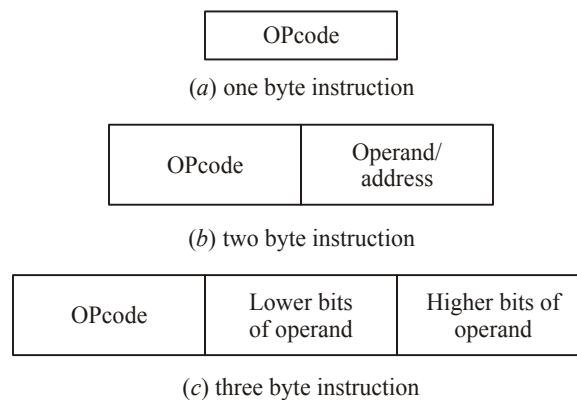 OPcode
(a) one byte instruction
OPcode
Operand/
address
(b) two byte instruction
OPcode
Lower bits
of operand
Higher bits of
operand
(c) three byte instruction